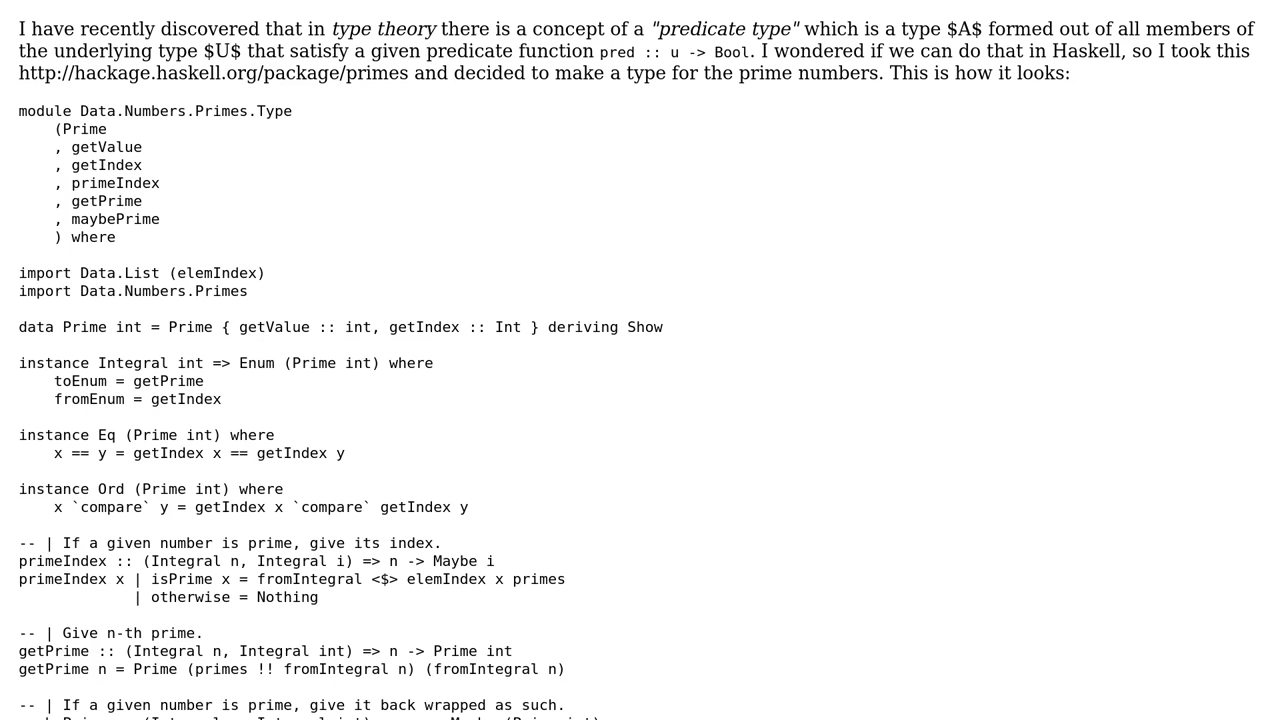 I have recently discovered that in type theory there is a concept of a "predicate type" which is a type $A$ formed out of all members of
the underlying type $U$ that satisfy a given predicate function pred :: u -> Bool. I wondered if we can do that in Haskell, so I took this
http://hackage.haskell.org/package/primes and decided to make a type for the prime numbers. This is how it looks:
module Data.Numbers.Primes.Type
    (Prime
    , getValue
    , getIndex
    , primeIndex
    , getPrime
    , maybePrime
    ) where
import Data.List (elemIndex)
import Data.Numbers.Primes
data Prime int = Prime { getValue :: int, getIndex :: Int } deriving Show
instance Integral int => Enum (Prime int) where
    toEnum = getPrime
    fromEnum = getIndex
instance Eq (Prime int) where
    x == y = getIndex x == getIndex y
instance Ord (Prime int) where
    x `compare` y = getIndex x `compare` getIndex y
-- | If a given number is prime, give its index.
primeIndex :: (Integral n, Integral i) => n -> Maybe i
primeIndex x | isPrime x = fromIntegral <$> elemIndex x primes
             | otherwise = Nothing
-- | Give n-th prime.
getPrime :: (Integral n, Integral int) => n -> Prime int
getPrime n = Prime (primes !! fromIntegral n) (fromIntegral n)
-- | If a given number is prime, give it back wrapped as such.